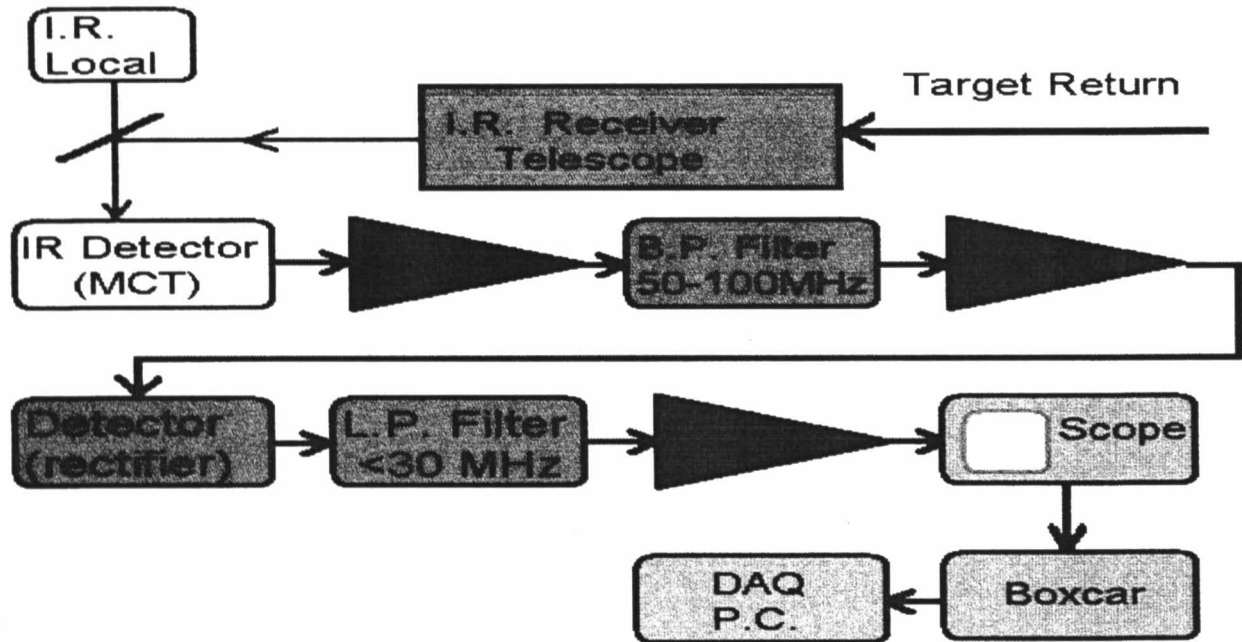 I.R.
Local
Target Return
I.R. Receiver
Telescope
IR Detector
(MCT)
B.P. Filter
50-100MHz
Detector
(rectifier)
L.P. Filter
<30 MHz
Scope
DAQ
P.C.
Boxcar